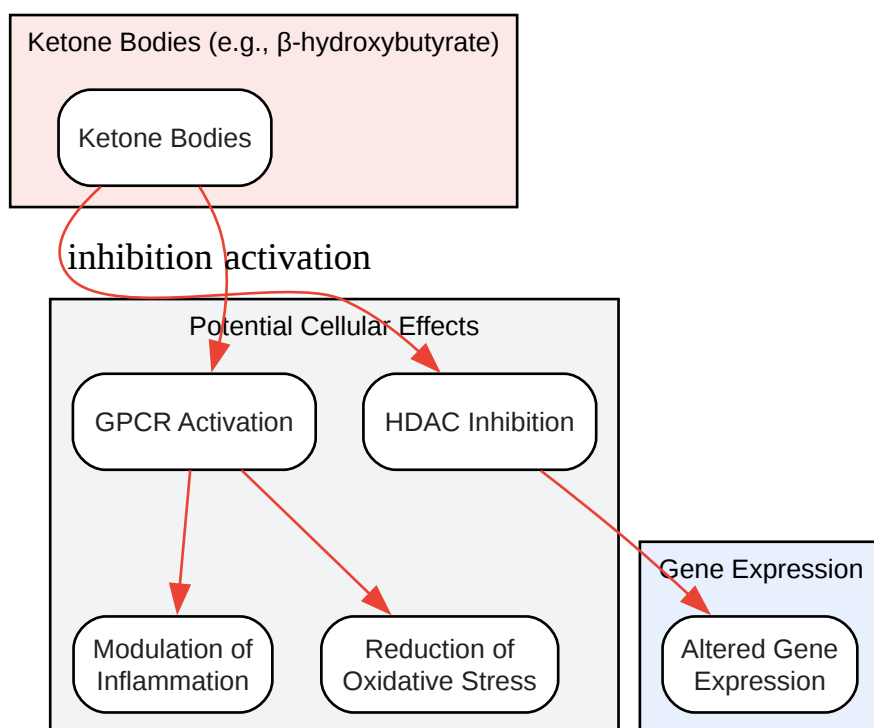 Ketone Bodies (e.g., β-hydroxybutyrate)
Ketone Bodies
inhibition activation
Potential Cellular Effects
GPCR Activation
HDAC Inhibition
Gene Expression
Modulation of
Inflammation
Reduction of
Oxidative Stress
Altered Gene
Expression